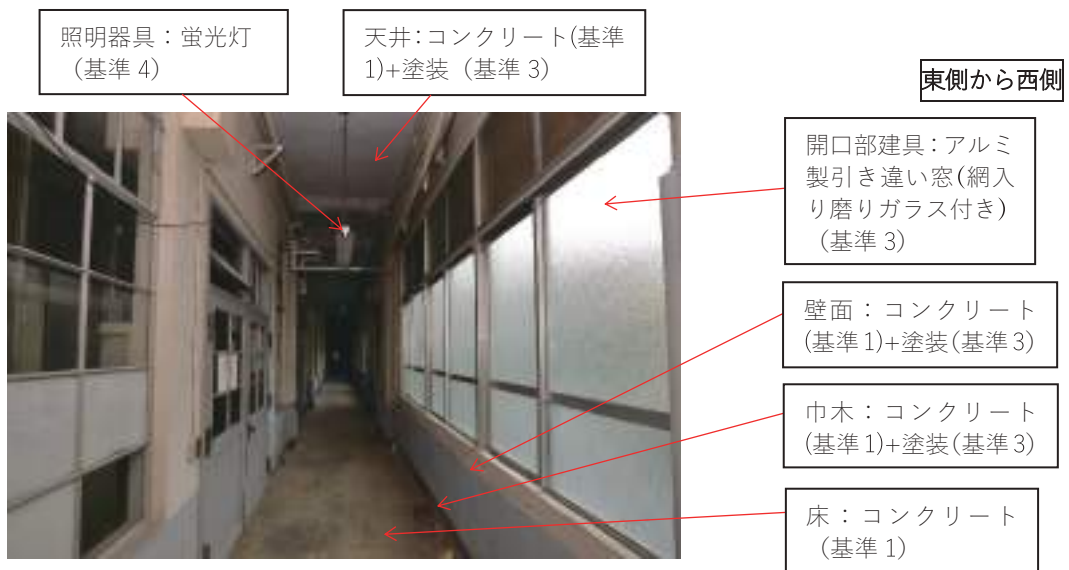 照明器具：蛍光灯
（基準 4）
天井：コンクリート(基準
1)+塗装（基準 3）
東側から西側
開口部建具：アルミ
製引き違い窓(網入
り磨りガラス付き)
（基準 3）
壁面：コンクリート
(基準 1)+塗装(基準 3)
巾木：コンクリート
(基準 1)+塗装(基準 3)
床：コンクリート
（基準 1）